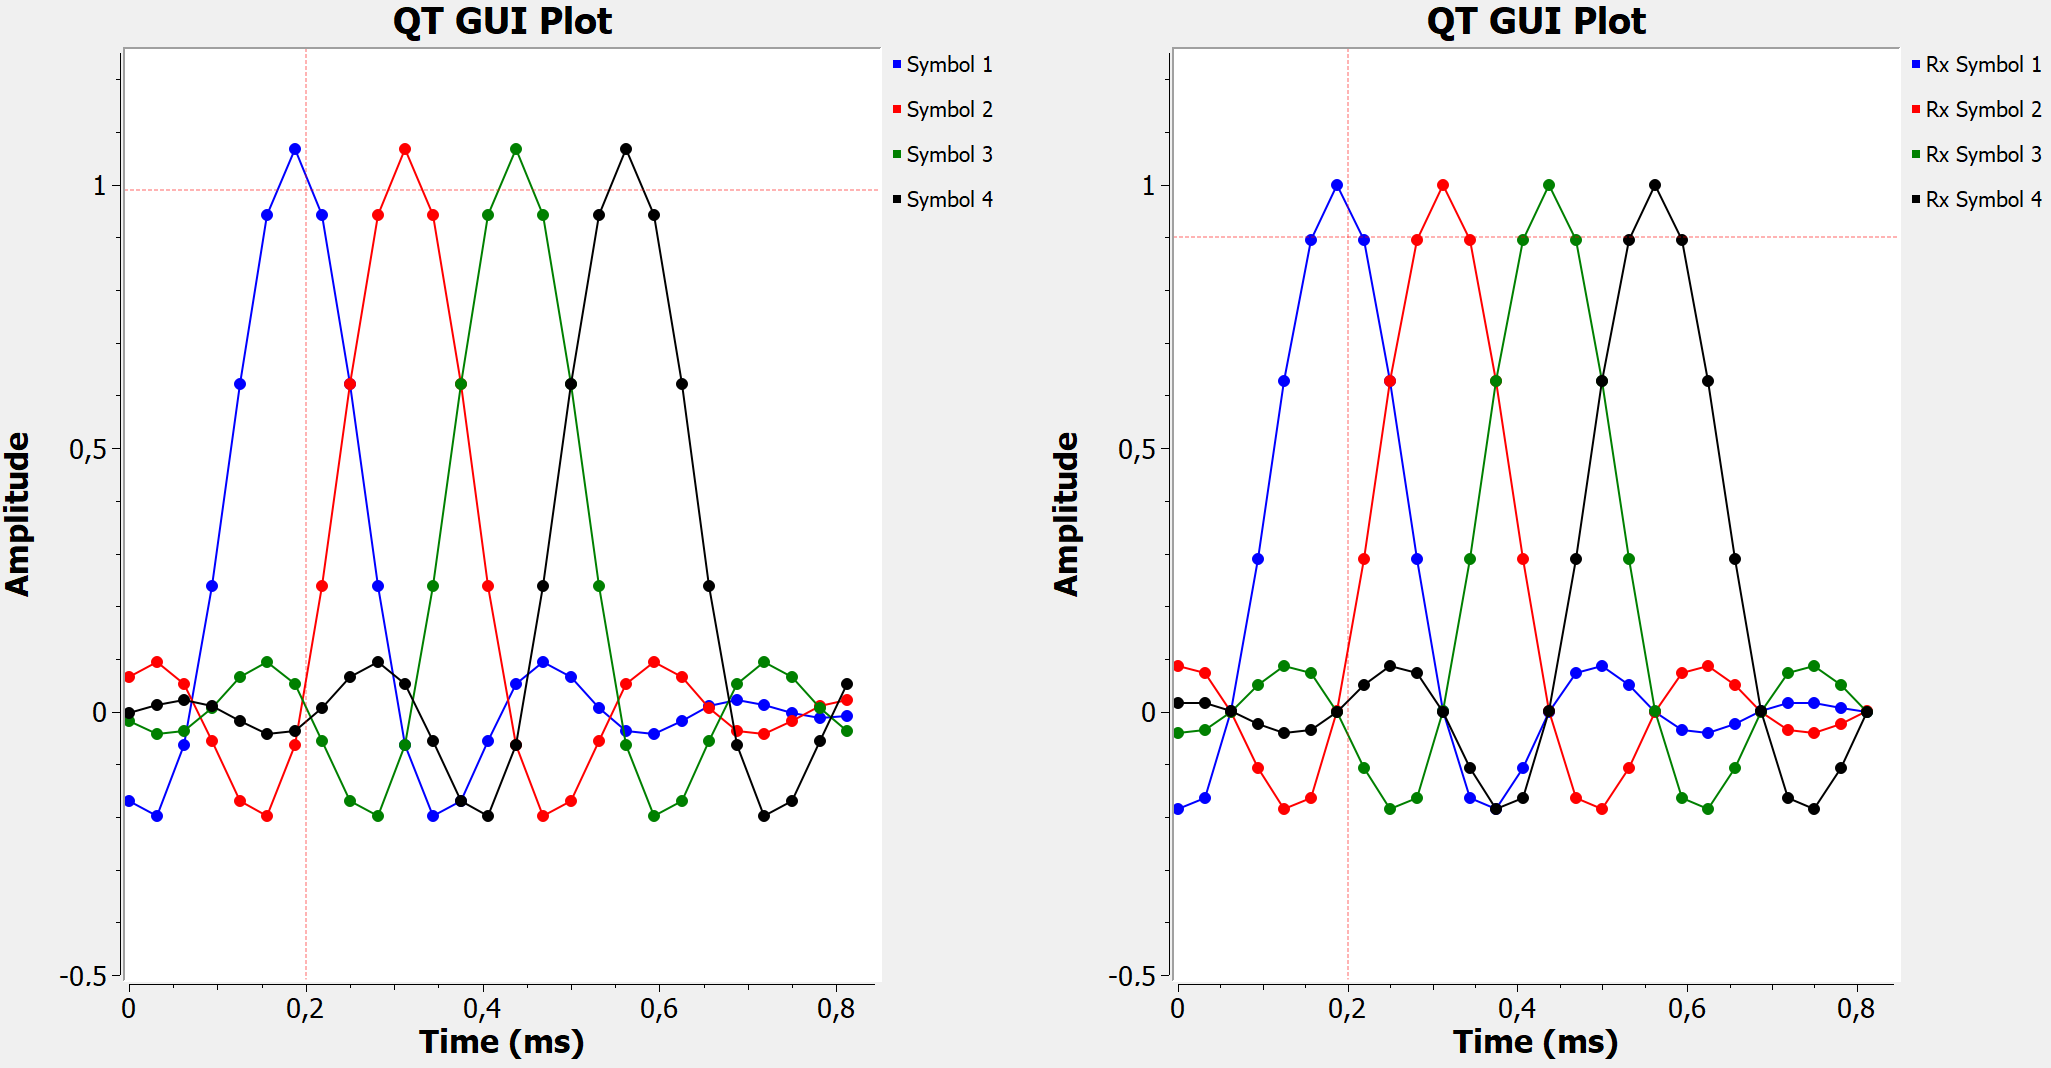 QT GUI Plot
Symbol 1
Symbol 2
Symbol 3
Symbol 4
1
0,5
0
-0.5
Amplitude
0
0,2
0,4
0,6
0,8
Time (ms)
QT GUI Plot
Rx Symbol 1
Rx Symbol 2
Rx Symbol 3
Rx Symbol 4
1
0,5
0
-0.5
Amplitude
0
0,2
0,4
0,6
0,8
Time (ms)